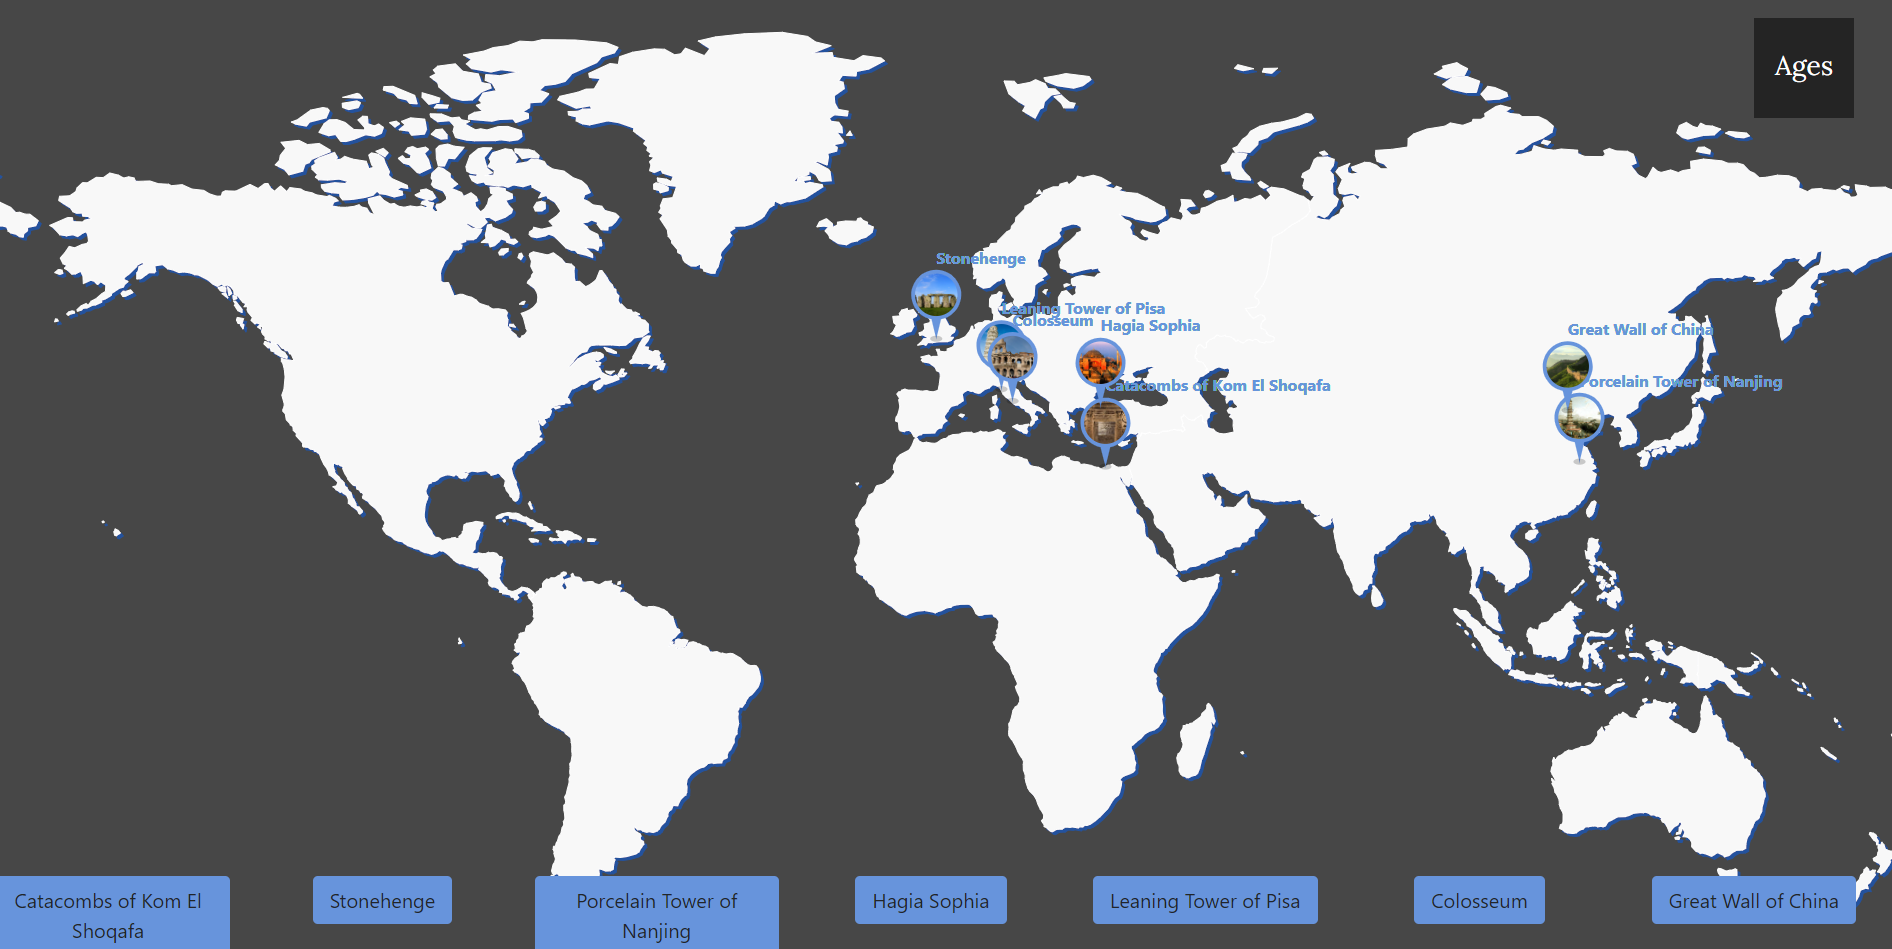 Ages
Stonehenge
Leaning Tower of Pisa
Colosseum
Hagia Sophia
Great Wall of China
Catacombs of Kom El Shoqafa
Porcelain Tower of Nanjing
Catacombs of Kom El
Shoqafa
Stonehenge
Porcelain Tower of
Nanjing
Hagia Sophia
Leaning Tower of Pisa
Colosseum
Great Wall of China